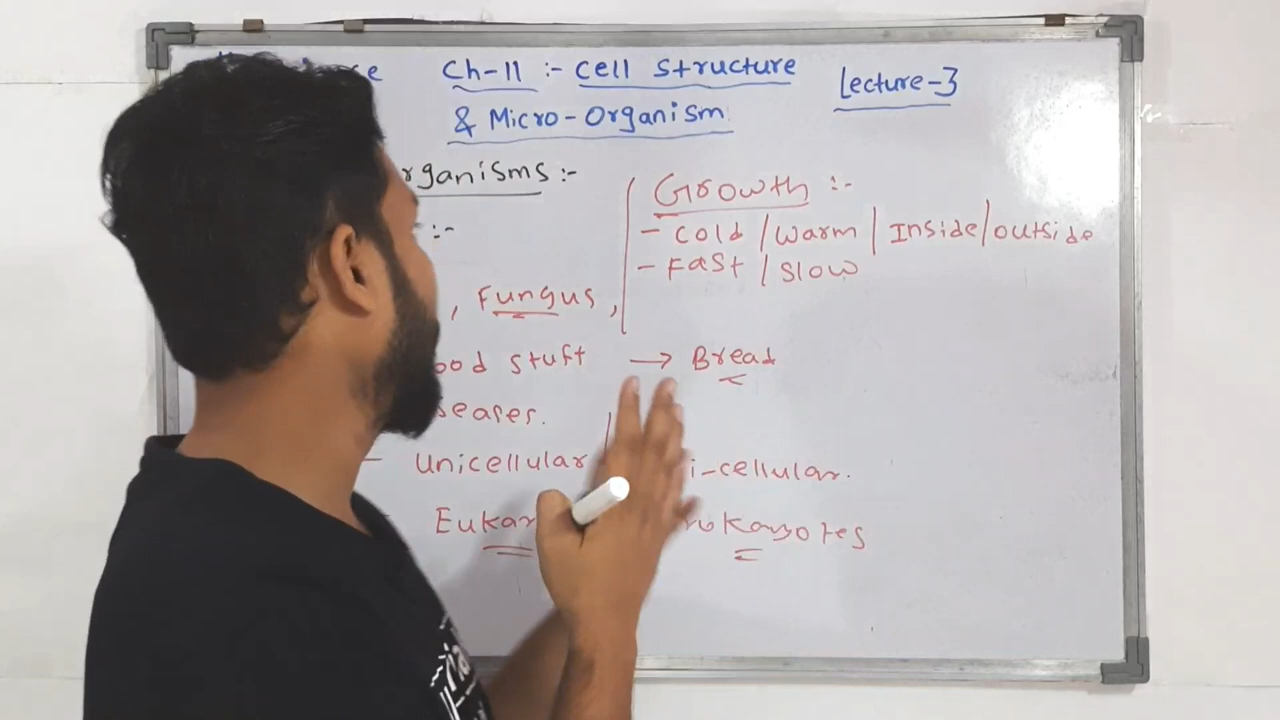 Ch-11 :- Cell Structure
& Micro-Organism
Lecture-3
rganisms :-
:-
, Fungus ,
ood stuff → Bread
seases.
- Unicellular
i-cellular.
Eukar
rokaryotes
Growth :-
- Cold / Warm / Inside/outside
- Fast / Slow